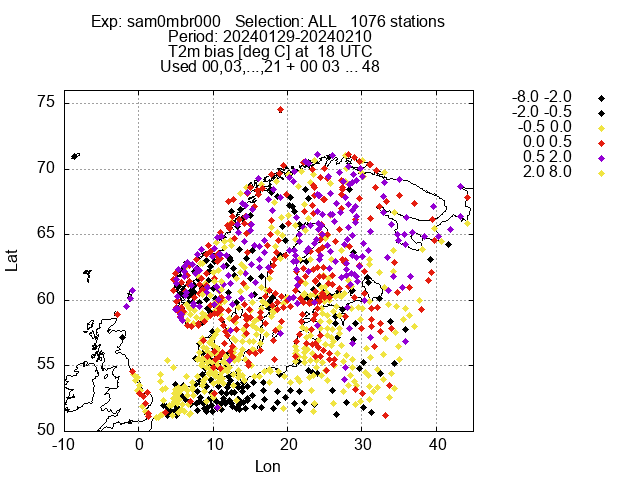 Exp: sam0mbr000   Selection: ALL   1076 stations
Period: 20240129-20240210
T2m bias [deg C] at  18 UTC
Used 00,03,...,21 + 00 03 ... 48
-8.0 -2.0
-2.0 -0.5
-0.5 0.0
0.0 0.5
0.5 2.0
2.0 8.0
75
70
65
60
55
50
Lat
-10 0 10 20 30 40
Lon